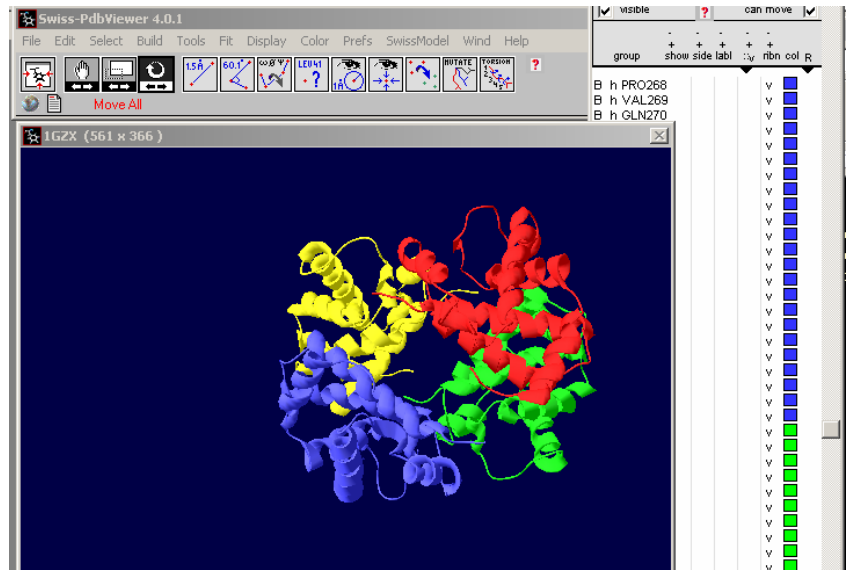 Swiss-PdbViewer 4.0.1
File Edit Select Build Tools Fit Display Color Prefs SwissModel Wind Help
1.5Å 60.1° ω,Φ,Ψ LEU41 ? 1Å MUTATE TORSION ?
Move All
1GZX (561 x 366 )
visible ? can move
group show side labl ::v ribn col R
B h PRO268 v
B h VAL269 v
B h GLN270 v